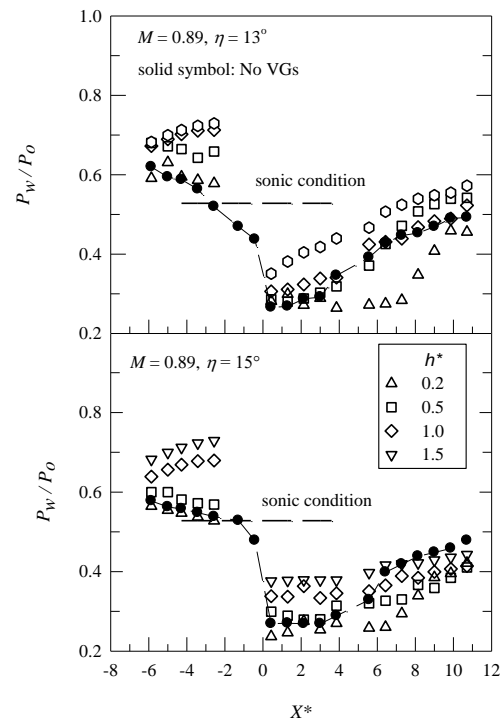 1.0
M = 0.89, η = 13°
solid symbol: No VGs
0.8
0.6
sonic condition
0.4
0.2
P_w/P_o
M = 0.89, η = 15°
h*
0.2
0.5
1.0
1.5
0.8
0.6
sonic condition
0.4
0.2
P_w/P_o
-8 -6 -4 -2 0 2 4 6 8 10 12
X*